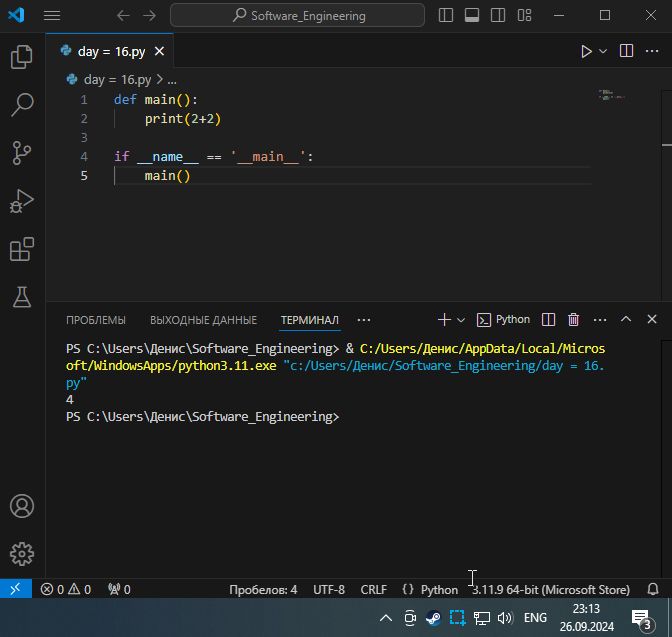 Software_Engineering
day = 16.py
day = 16.py > ...
1 def main():
2     print(2+2)
3
4 if __name__ == '__main__':
5     main()
ПРОБЛЕМЫ ВЫХОДНЫЕ ДАННЫЕ ТЕРМИНАЛ ... Python
PS C:\Users\Денис\Software_Engineering> & C:/Users/Денис/AppData/Local/Micros
oft/WindowsApps/python3.11.exe "c:/Users/Денис/Software_Engineering/day = 16.
py"
4
PS C:\Users\Денис\Software_Engineering>
0 0 0 Пробелов: 4 UTF-8 CRLF {} Python 3.11.9 64-bit (Microsoft Store)
ENG 23:13
26.09.2024 3